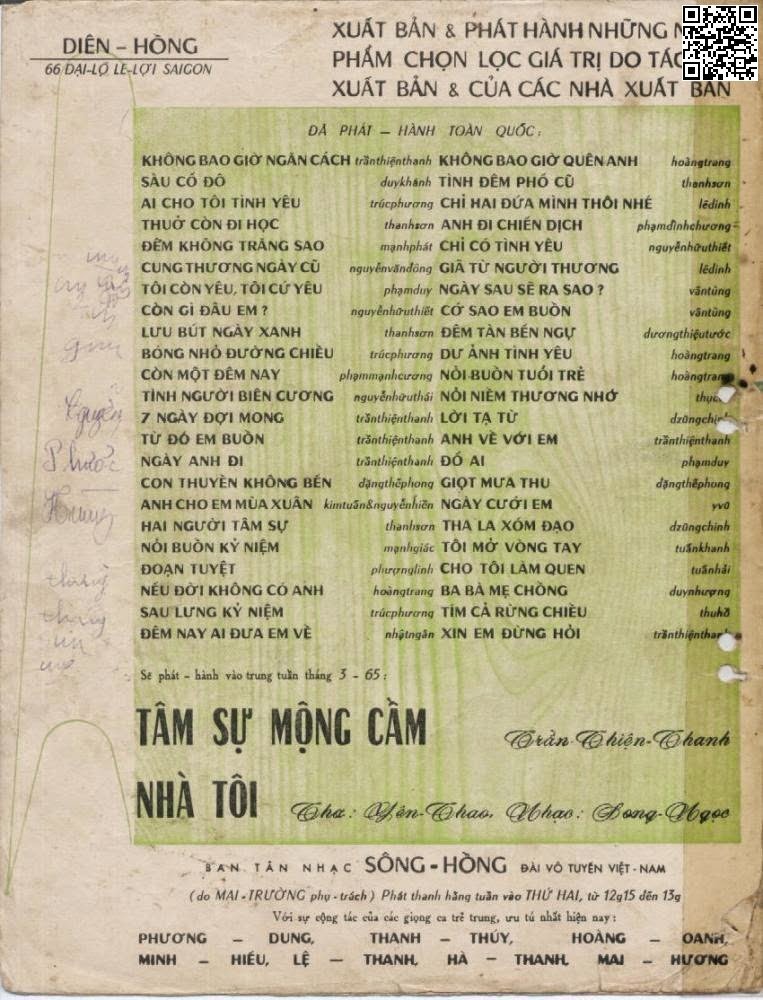 DIÊN – HỒNG
66 ĐẠI-LỘ LÊ-LỢI SAIGON
XUẤT BẢN & PHÁT HÀNH NHỮNG
PHẨM CHỌN LỌC GIÁ TRỊ DO TÁC
XUẤT BẢN & CỦA CÁC NHÀ XUẤT BẢN
ĐÃ PHÁT – HÀNH TOÀN QUỐC:
KHÔNG BAO GIỜ NGĂN CÁCH trầnthiệnthanh KHÔNG BAO GIỜ QUÊN ANH hoàngtrang
SẦU CỐ ĐÔ duykhánh TÌNH ĐÊM PHỐ CŨ thanhsơn
AI CHO TÔI TÌNH YÊU trúcphương CHỈ HAI ĐỨA MÌNH THÔI NHÉ lêdinh
THUỞ CÒN ĐI HỌC thanhsơn ANH ĐI CHIẾN DỊCH phạmđìnhchương
ĐÊM KHÔNG TRĂNG SAO mạnhphát CHỈ CÓ TÌNH YÊU nguyễnhữuthiết
CUNG THƯƠNG NGÀY CŨ nguyễnvănđông GIÃ TỪ NGƯỜI THƯƠNG lêdinh
TÔI CÒN YÊU, TÔI CỨ YÊU phạmduy NGÀY SAU SẼ RA SAO ? văntùng
CÒN GÌ ĐÂU EM ? nguyễnhữuthiết CỚ SAO EM BUỒN văntùng
LƯU BÚT NGÀY XANH thanhsơn ĐÊM TÀN BẾN NGỰ dươngthiệutước
BÓNG NHỎ ĐƯỜNG CHIỀU trúcphương DƯ ẢNH TÌNH YÊU hoàngtrang
CÒN MỘT ĐÊM NAY phạmmạnhcương NỖI BUỒN TUỔI TRẺ hoàngtrang
TÌNH NGƯỜI BIÊN CƯƠNG nguyễnhữuthái NỖI NIỀM THƯƠNG NHỚ
7 NGÀY ĐỢI MONG trầnthiệnthanh LỜI TẠ TỪ dzũngchinh
TỪ ĐÓ EM BUỒN trầnthiệnthanh ANH VỀ VỚI EM trầnthiệnthanh
NGÀY ANH ĐI trầnthiệnthanh ĐỐ AI phạmduy
CON THUYỀN KHÔNG BẾN đặngthếphong GIỌT MƯA THU đặngthếphong
ANH CHO EM MÙA XUÂN kimtuấn&nguyễnhiền NGÀY CƯỚI EM yvũ
HAI NGƯỜI TÂM SỰ thanhsơn THA LA XÓM ĐẠO dzũngchinh
NỖI BUỒN KỶ NIỆM mạnhgiác TÔI MỞ VÒNG TAY tuấnkhanh
ĐOẠN TUYỆT phượnglinh CHO TÔI LÀM QUEN tuấnhải
NẾU ĐỜI KHÔNG CÓ ANH hoàngtrang BA BÀ MẸ CHỒNG duynhượng
SAU LƯNG KỶ NIỆM trúcphương TÍM CẢ RỪNG CHIỀU thuhồ
ĐÊM NAY AI ĐƯA EM VỀ nhậtngân XIN EM ĐỪNG HỎI trầnthiệnthanh
Sẽ phát – hành vào trung tuần tháng 3 – 65 :
TÂM SỰ MỘNG CẦM Trần-Thiện-Thanh
NHÀ TÔI Thơ : Yên-Thao, Nhạc : Song-Ngọc
BAN TÂN NHẠC SÔNG-HỒNG ĐÀI VÔ TUYẾN VIỆT-NAM
(do MAI-TRƯỜNG phụ-trách) Phát thanh hằng tuần vào THỨ HAI, từ 12g15 đến 13g
Với sự cộng tác của các giọng ca trẻ trung, ưu tú nhất hiện nay :
PHƯƠNG – DUNG, THANH – THÚY, HOÀNG – OANH,
MINH – HIẾU, LỆ – THANH, HÀ – THANH, MAI – HƯƠNG